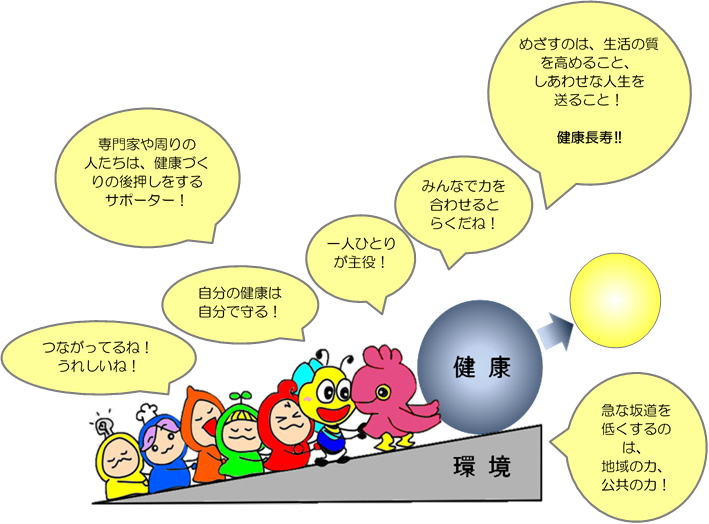 めざすのは、生活の質
を高めること、
しあわせな人生を
送ること！
健康長寿!!
専門家や周りの
人たちは、健康づく
りの後押しをする
サポーター！
みんなで力を
合わせると
らくだね！
一人ひとり
が主役！
自分の健康は
自分で守る！
つながってるね！
うれしいね！
健 康
環 境
急な坂道を
低くするの
は、
地域の力、
公共の力！